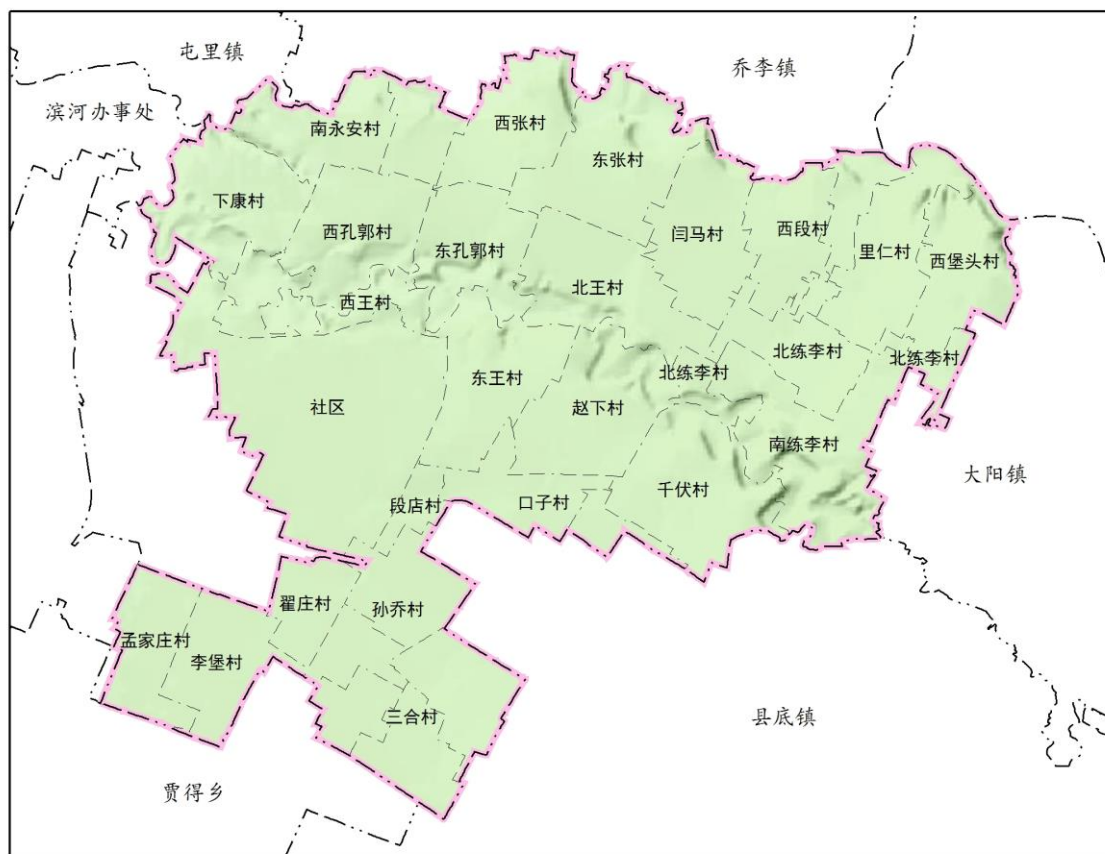 屯里镇
乔李镇
滨河办事处
南永安村
西张村
东张村
下康村
西孔郭村
东孔郭村
闫马村
西段村
里仁村
西堡头村
西王村
北王村
北练李村
北练李村
北练李村
东王村
社区
赵下村
南练李村
大阳镇
千伏村
段店村
口子村
翟庄村
孙乔村
孟家庄村
李堡村
三合村
县底镇
贾得乡